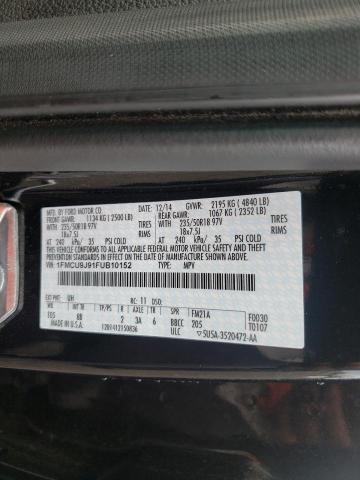 MFD. BY FORD MOTOR CO. 12/14 GVWR: 2195 KG ( 4840 LB)
FRONT GAWR: 1134 KG ( 2500 LB) REAR GAWR: 1067 KG ( 2352 LB)
WITH 235/50R18 97V TIRES WITH 235/50R18 97V TIRES
18x7.5J RIMS 18x7.5J RIMS
AT 240 kPa/ 35 PSI COLD AT 240 kPa/ 35 PSI COLD
THIS VEHICLE CONFORMS TO ALL APPLICABLE FEDERAL MOTOR VEHICLE SAFETY, BUMPER, AND THEFT PREVENTION STANDARDS IN EFFECT ON THE DATE OF MANUFACTURE SHOWN ABOVE.
VIN: 1FMCU9J91FUB10152 TYPE: MPV
EXT PNT: UH RC: 11 DSO:
TP/PS R AXLE TR SPR FM21A F0030
EOS 8B 2 3A 6 BBCC 205 T0107
MADE IN U.S.A. ULC 5U5A-3520472-AA